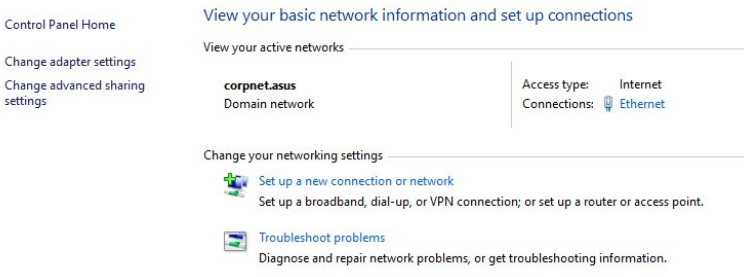 Control Panel Home
Change adapter settings
Change advanced sharing
settings
View your basic network information and set up connections
View your active networks
corpnet.asus
Domain network
Access type: Internet
Connections: Ethernet
Change your networking settings
Set up a new connection or network
Set up a broadband, dial-up, or VPN connection; or set up a router or access point.
Troubleshoot problems
Diagnose and repair network problems, or get troubleshooting information.